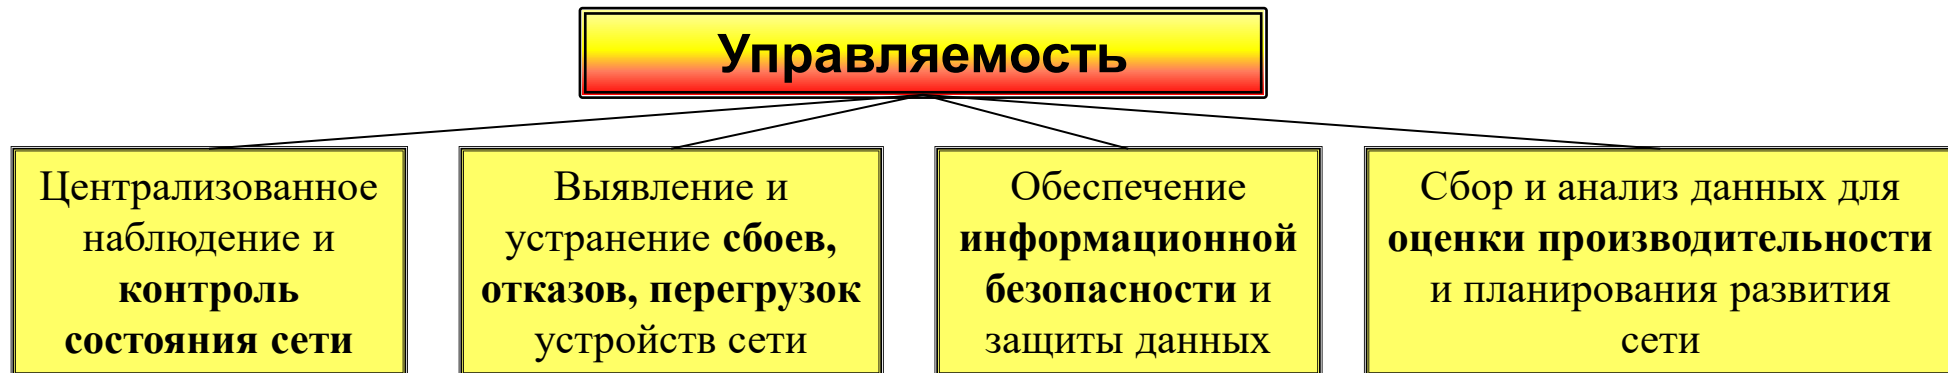 Управляемость
Централизованное
наблюдение и
контроль
состояния сети
Выявление и
устранение сбоев,
отказов, перегрузок
устройств сети
Обеспечение
информационной
безопасности и
защиты данных
Сбор и анализ данных для
оценки производительности
и планирования развития
сети